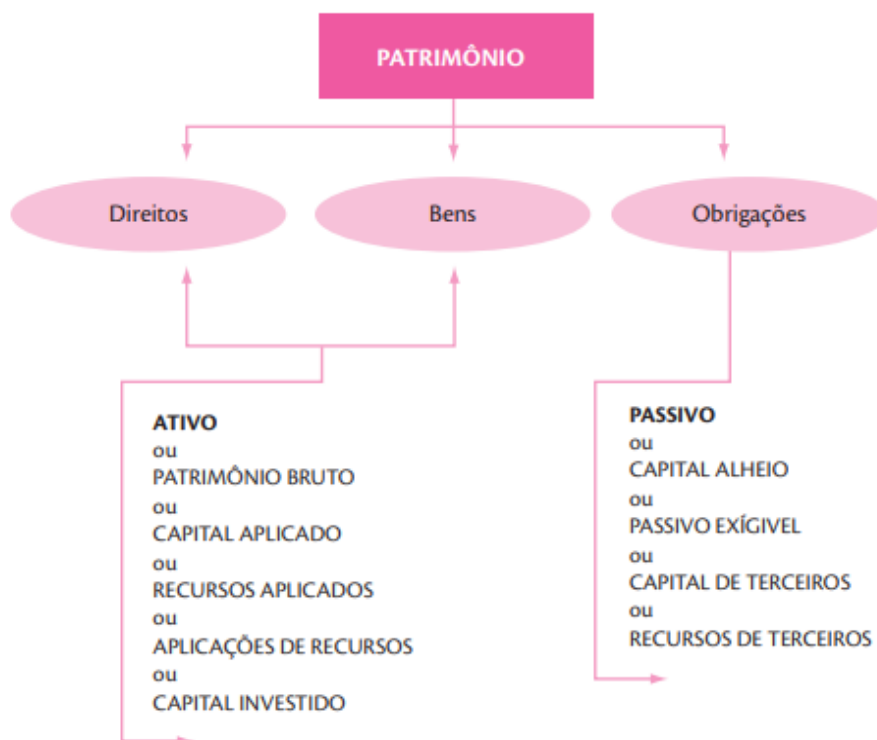 PATRIMÔNIO
Direitos
Bens
Obrigações
ATIVO
ou
PATRIMÔNIO BRUTO
ou
CAPITAL APLICADO
ou
RECURSOS APLICADOS
ou
APLICAÇÕES DE RECURSOS
ou
CAPITAL INVESTIDO
PASSIVO
ou
CAPITAL ALHEIO
ou
PASSIVO EXÍGIVEL
ou
CAPITAL DE TERCEIROS
ou
RECURSOS DE TERCEIROS